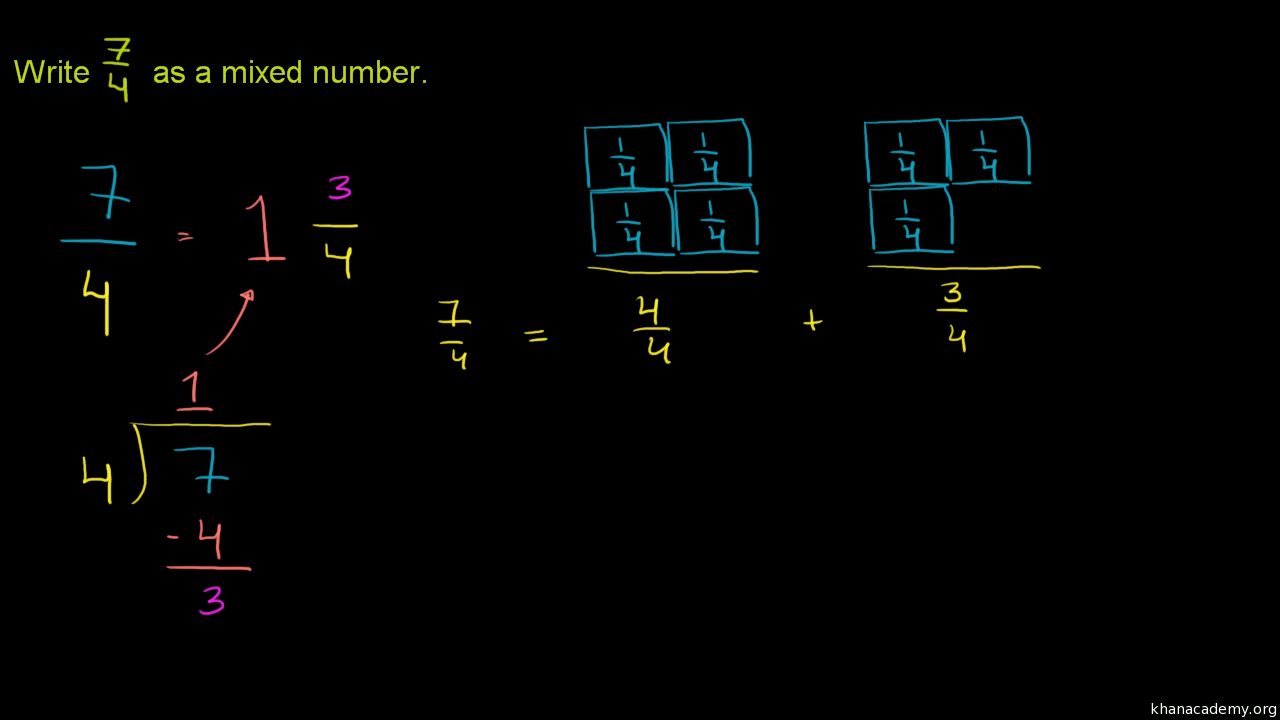 Write 7/4 as a mixed number.
7/4 = 1 3/4
1/4 1/4
1/4 1/4
1/4 1/4
1/4
7/4 = 4/4 + 3/4
1
4 ) 7
- 4
3
khanacademy.org